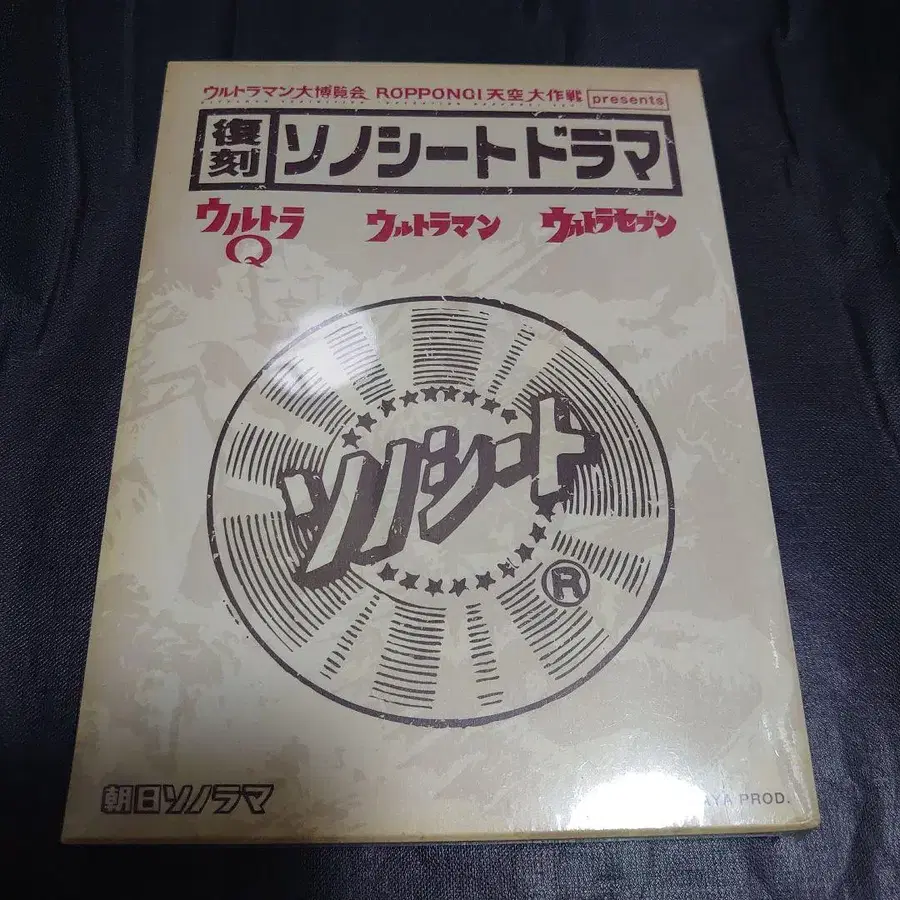 ウルトラマン大博覧会 ROPPONGI天空大作戦 presents
復刻 ソノシートドラマ
ウルトラQ ウルトラマン ウルトラセブン
ソノシート
R
朝日ソノラマ
AYA PROD.